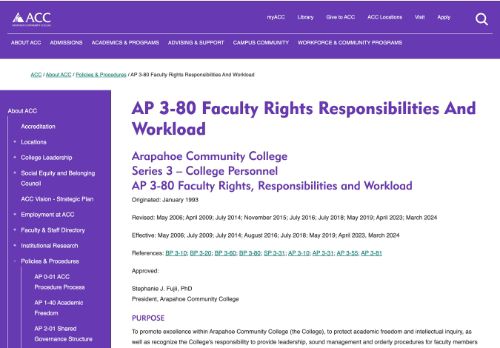 ACC
myACC Library Give to ACC ACC Locations Visit Apply
ABOUT ACC ADMISSIONS ACADEMICS & PROGRAMS ADVISING & SUPPORT CAMPUS COMMUNITY WORKFORCE & COMMUNITY PROGRAMS
ACC / About ACC / Policies & Procedures / AP 3-80 Faculty Rights Responsibilities And Workload
About ACC
Accreditation
Locations
College Leadership
Social Equity and Belonging
Council
ACC Vision - Strategic Plan
Employment at ACC
Faculty & Staff Directory
Institutional Research
Policies & Procedures
AP 0-01 ACC
Procedure Process
AP 1-40 Academic
Freedom
AP 2-01 Shared
Governance Structure
AP 3-80 Faculty Rights Responsibilities And
Workload
Arapahoe Community College
Series 3 – College Personnel
AP 3-80 Faculty Rights, Responsibilities and Workload
Originated: January 1993
Revised: May 2006; April 2009; July 2014; November 2015; July 2016; July 2018; May 2019; April 2023; March 2024
Effective: May 2006; July 2009; July 2014; August 2016; July 2018; May 2019; April 2023, March 2024
References: BP 3-10; BP 3-20; BP 3-60; BP 3-80; SP 3-31; AP 3-10; AP 3-31; AP 3-55; AP 3-81
Approved:
Stephanie J. Fujii, PhD
President, Arapahoe Community College
PURPOSE
To promote excellence within Arapahoe Community College (the College), to protect academic freedom and intellectual inquiry, as
well as recognize the College's responsibility to provide leadership, sound management and orderly procedures for faculty members